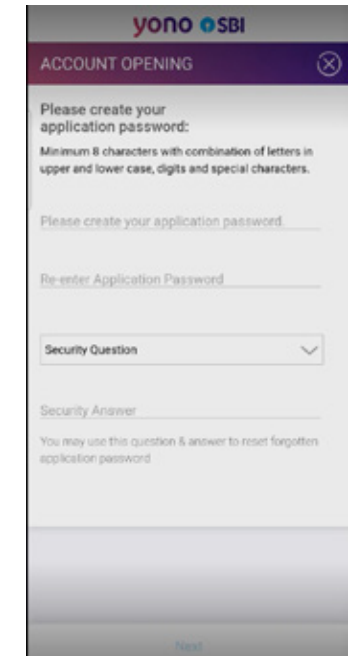 yono SBI
ACCOUNT OPENING
Please create your
application password:
Minimum 8 characters with combination of letters in
upper and lower case, digits and special characters.
Please create your application password.
Re-enter Application Password
Security Question
Security Answer
You may use this question & answer to reset forgotten
application password
Next